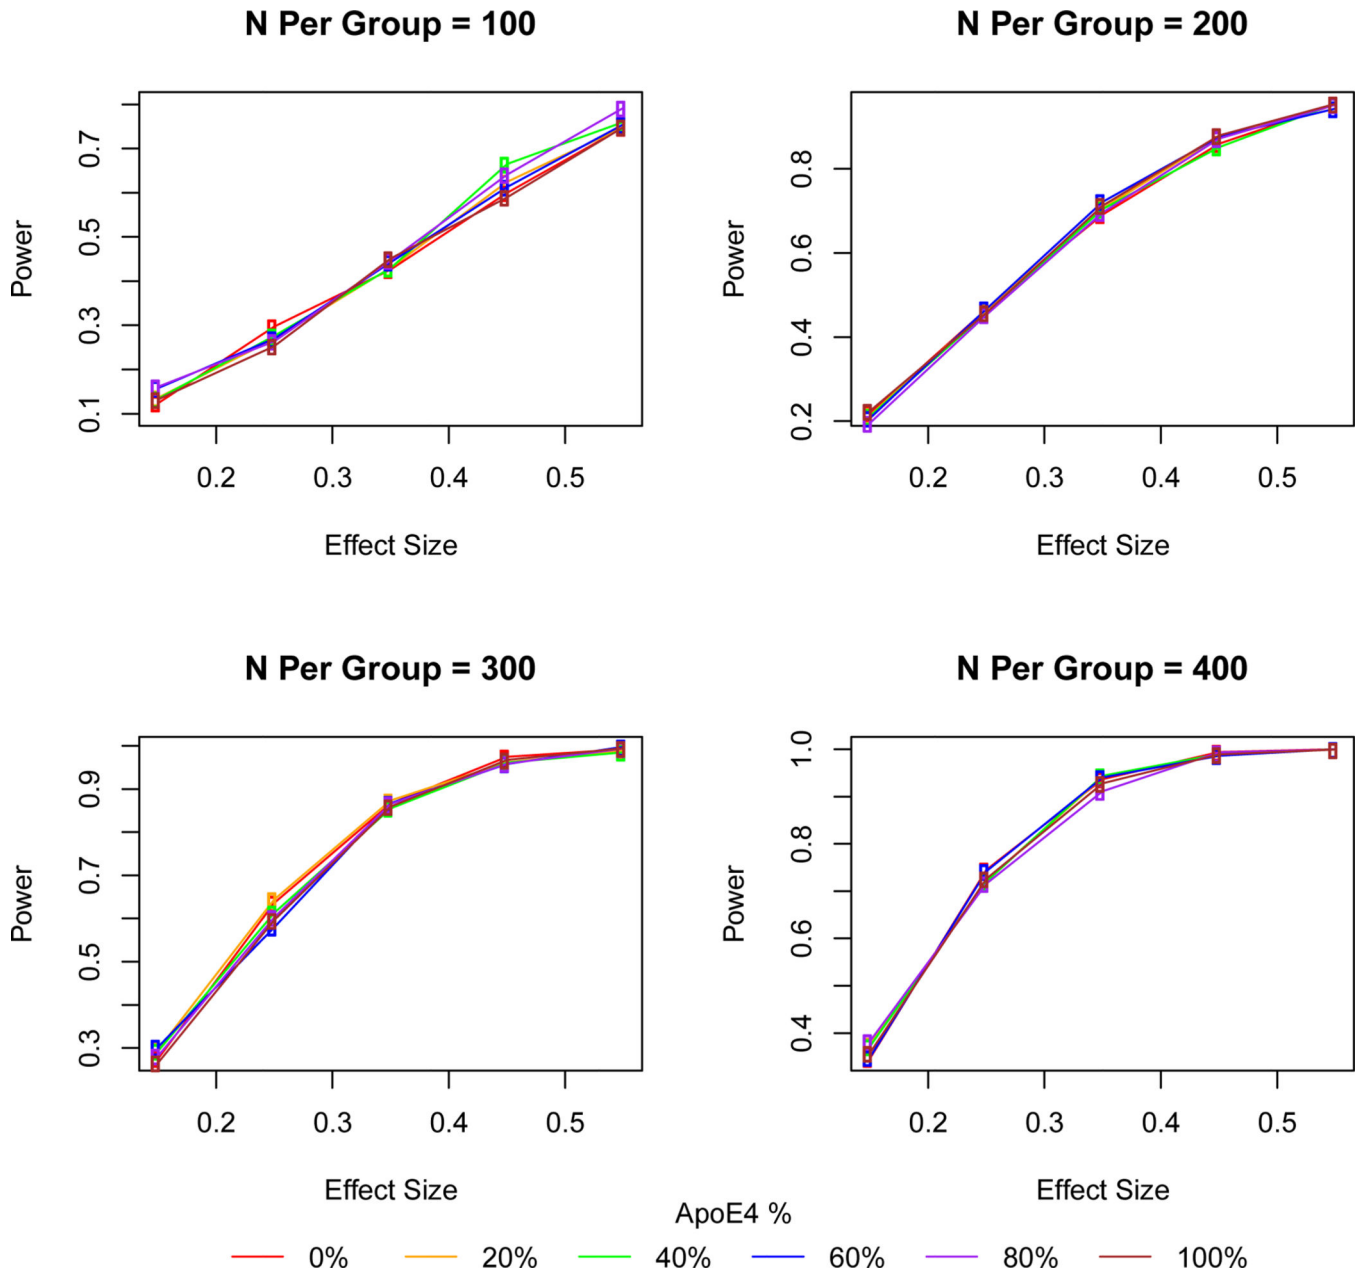 N Per Group = 100
Power
0.1 0.3 0.5 0.7
0.2 0.3 0.4 0.5
Effect Size
N Per Group = 200
Power
0.2 0.4 0.6 0.8
0.2 0.3 0.4 0.5
Effect Size
N Per Group = 300
Power
0.3 0.5 0.7 0.9
0.2 0.3 0.4 0.5
Effect Size
N Per Group = 400
Power
0.4 0.6 0.8 1.0
0.2 0.3 0.4 0.5
Effect Size
ApoE4 %
0% 20% 40% 60% 80% 100%